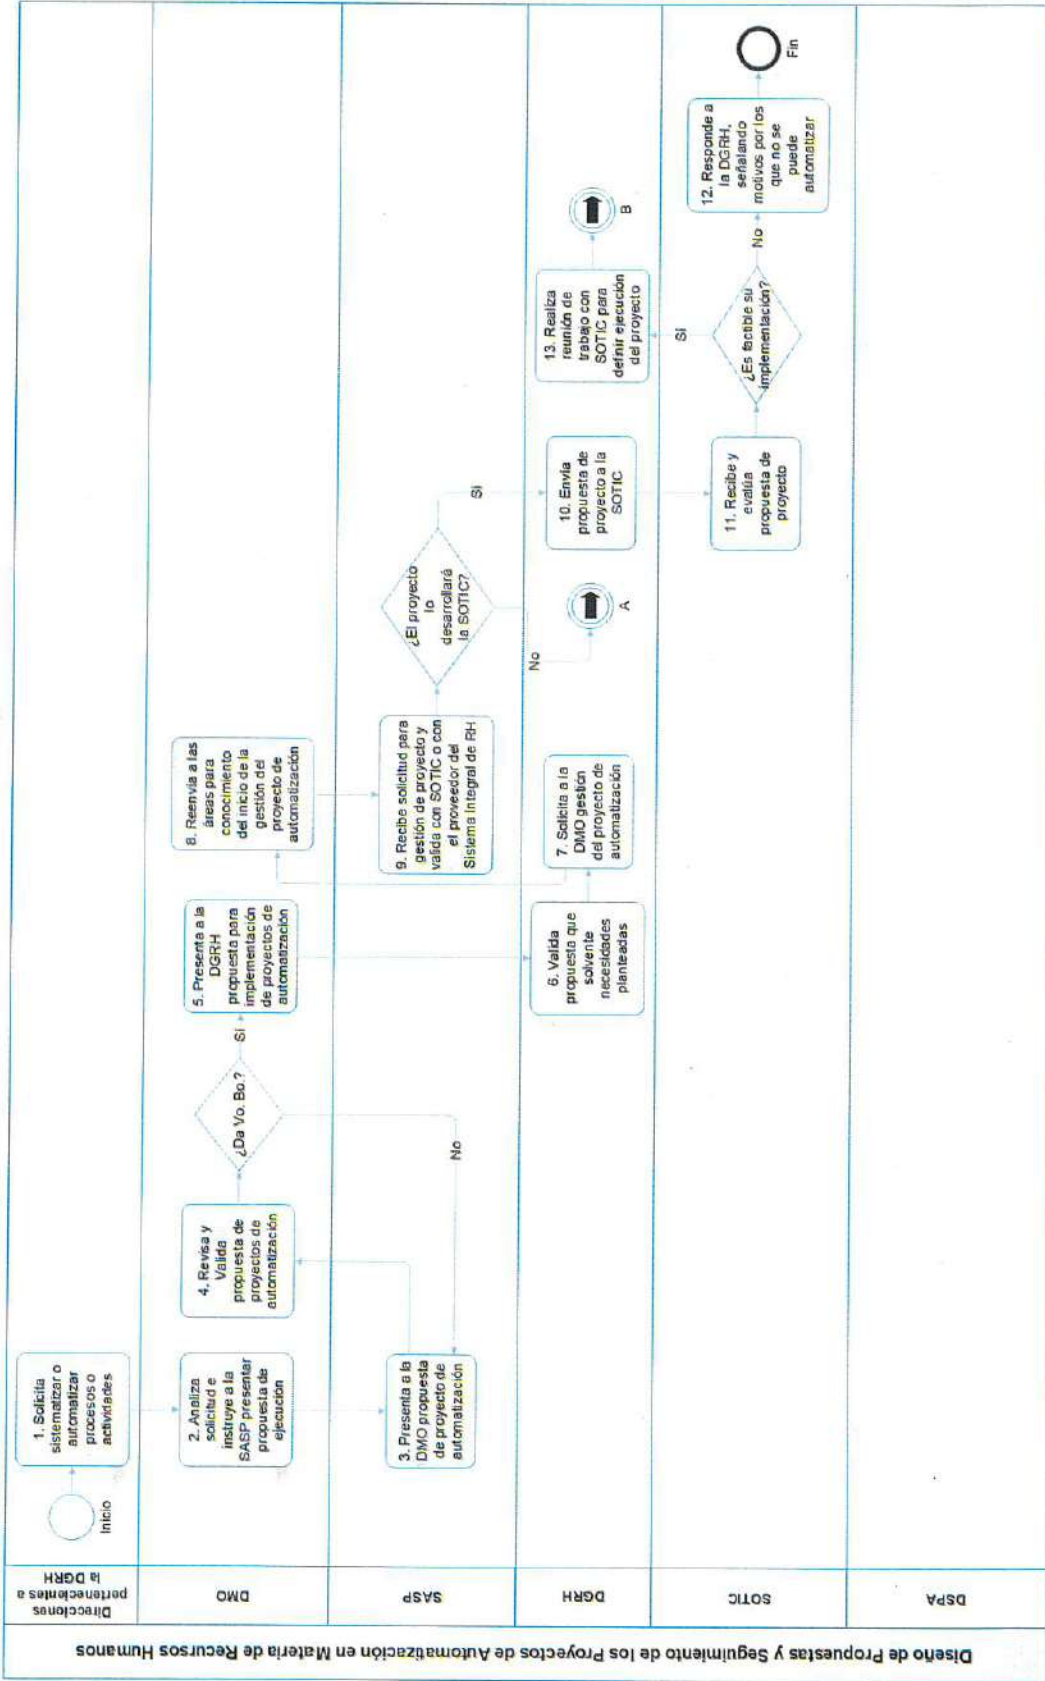 Diseño de Propuestas y Seguimiento de los Proyectos de Automatización en Materia de Recursos Humanos
Direcciones
pertenecientes a
la DGRH
DMO
SASP
DGRH
SOTIC
DSPA
Inicio
1. Solicita
sistematizar o
automatizar
procesos o
actividades
2. Analiza
solicitud e
instruye a la
SASP presentar
propuesta de
ejecución
3. Presenta a la
DMO propuesta
de proyecto de
automatización
4. Revisa y
Valida
propuesta de
proyectos de
automatización
¿Da Vo. Bo.?
Sí
No
5. Presenta a la
DGRH
propuesta para
implementación
de proyectos de
automatización
6. Valida
propuesta que
solvente
necesidades
planteadas
7. Solicita a la
DMO gestión
del proyecto de
automatización
8. Reenvía a las
áreas para
conocimiento
del inicio de la
gestión del
proyecto de
automatización
9. Recibe solicitud para
gestión de proyecto y
valida con SOTIC o con
el proveedor del
Sistema Integral de RH
¿El proyecto
lo
desarrollará
la SOTIC?
No
A
Sí
10. Envía
propuesta de
proyecto a la
SOTIC
11. Recibe y
evalúa
propuesta de
proyecto
¿Es factible su
implementación?
Sí
No
13. Realiza
reunión de
trabajo con
SOTIC para
definir ejecución
del proyecto
B
12. Responde a
la DGRH,
señalando
motivos por los
que no se
puede
automatizar
Fin